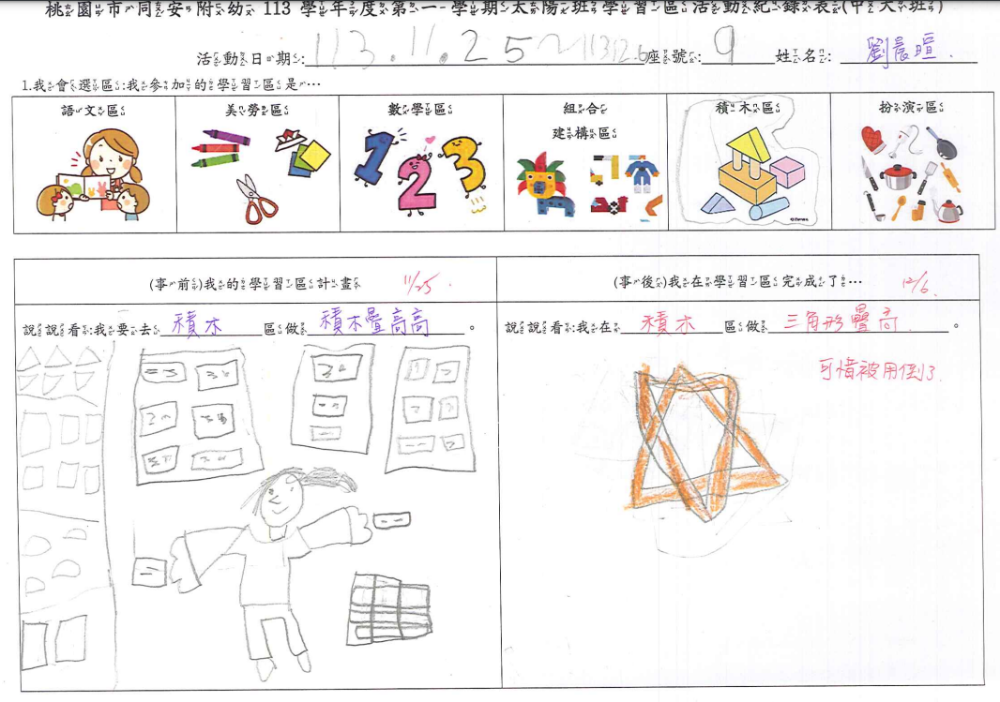 桃園市同安附幼 113 學年度第一學期太陽班學習區活動紀錄表(中大班)
活動日期:113.11.25~113.12.6 座號:9 姓名:劉晨暄.
1.我會選區:我參加的學習區是…
語文區 美勞區 數學區 組合建構區 積木區 扮演區
(事前)我的學習區計畫 11/25.
(事後)我在學習區完成了… 12/6.
說說看:我要去 積木 區做 積木疊高高 。
說說看:我在 積木 區做 三角形疊高 。
可惜被用倒了.